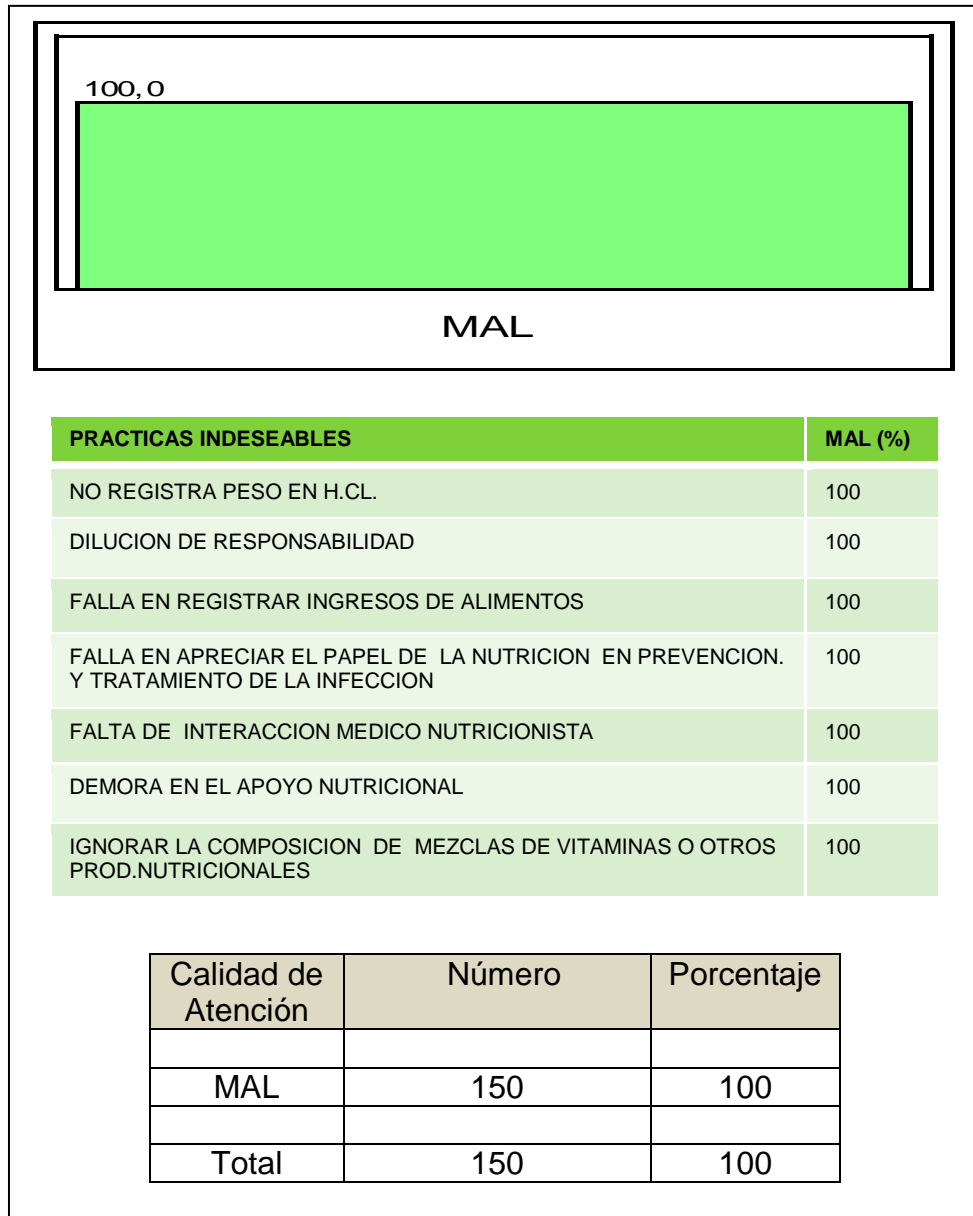 100,0
MAL
PRACTICAS INDESEABLES MAL (%)
NO REGISTRA PESO EN H.CL. 100
DILUCION DE RESPONSABILIDAD 100
FALLA EN REGISTRAR INGRESOS DE ALIMENTOS 100
FALLA EN APRECIAR EL PAPEL DE LA NUTRICION EN PREVENCION. 100
Y TRATAMIENTO DE LA INFECCION
FALTA DE INTERACCION MEDICO NUTRICIONISTA 100
DEMORA EN EL APOYO NUTRICIONAL 100
IGNORAR LA COMPOSICION DE MEZCLAS DE VITAMINAS O OTROS 100
PROD.NUTRICIONALES
Calidad de Número Porcentaje
Atención
MAL 150 100
Total 150 100